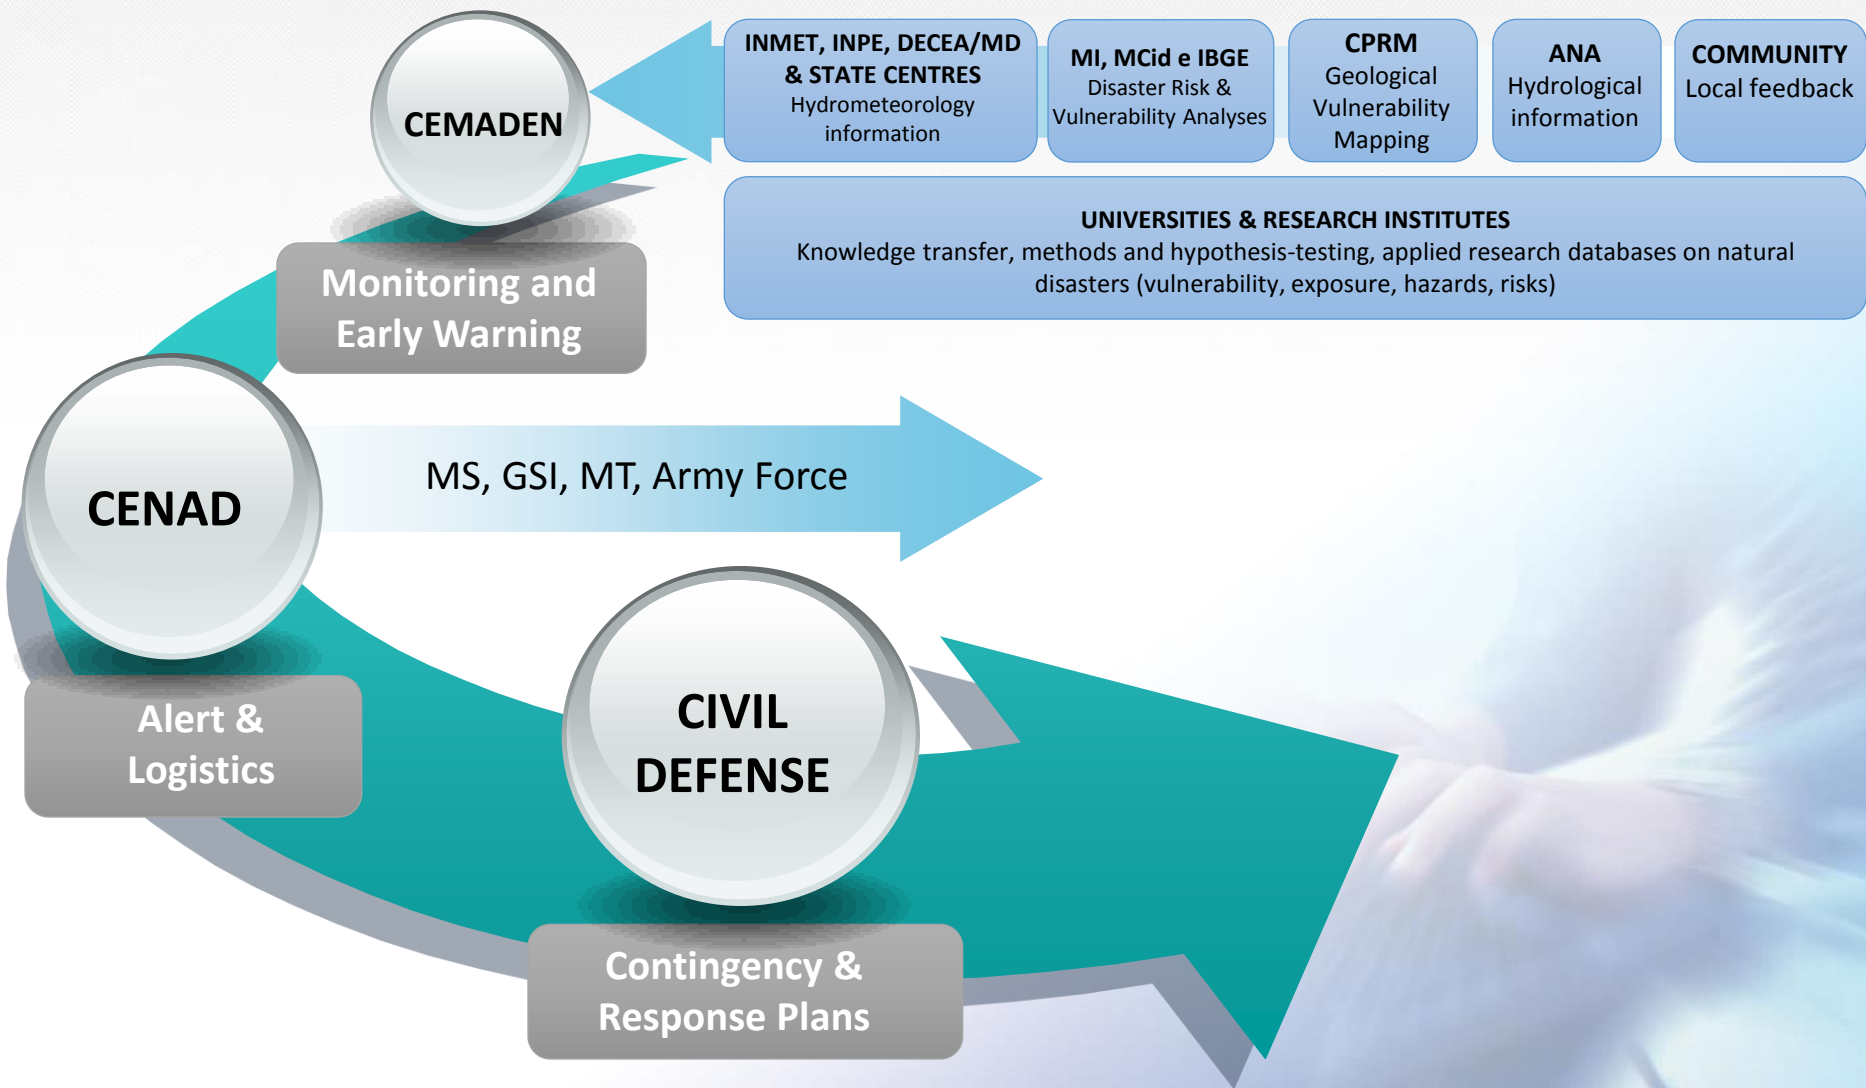 CEMADEN
INMET, INPE, DECEA/MD
& STATE CENTRES
Hydrometeorology
information
MI, MCid e IBGE
Disaster Risk &
Vulnerability Analyses
CPRM
Geological
Vulnerability
Mapping
ANA
Hydrological
information
COMMUNITY
Local feedback
UNIVERSITIES & RESEARCH INSTITUTES
Knowledge transfer, methods and hypothesis-testing, applied research databases on natural
disasters (vulnerability, exposure, hazards, risks)
Monitoring and
Early Warning
CENAD
MS, GSI, MT, Army Force
Alert &
Logistics
CIVIL
DEFENSE
Contingency &
Response Plans